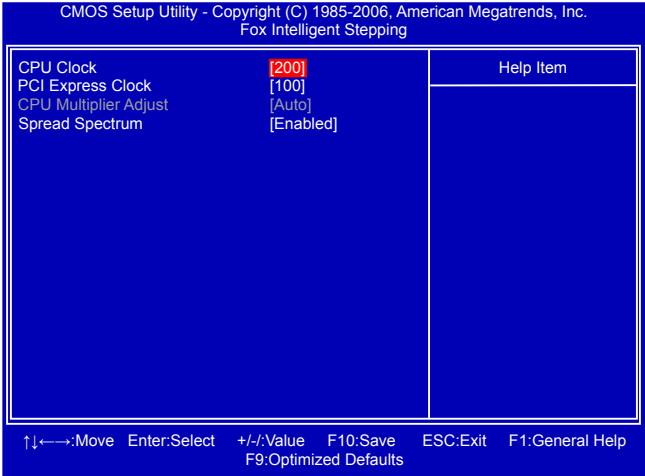 CMOS Setup Utility - Copyright (C) 1985-2006, American Megatrends, Inc.
Fox Intelligent Stepping
CPU Clock [200]
PCI Express Clock [100]
CPU Multiplier Adjust [Auto]
Spread Spectrum [Enabled]
Help Item
↑↓←→:Move Enter:Select +/-/:Value F10:Save ESC:Exit F1:General Help
F9:Optimized Defaults